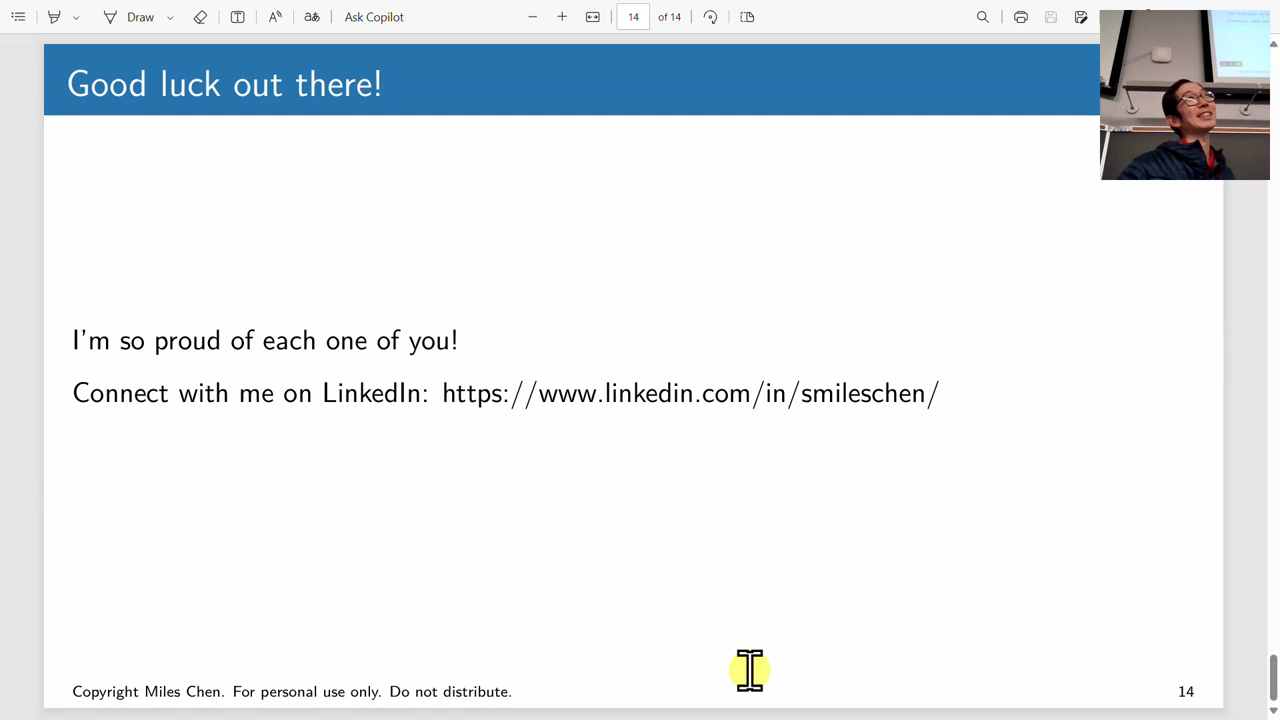 Draw
Ask Copilot
14 of 14
Good luck out there!
I'm so proud of each one of you!
Connect with me on LinkedIn: https://www.linkedin.com/in/smileschen/
Copyright Miles Chen. For personal use only. Do not distribute.
14